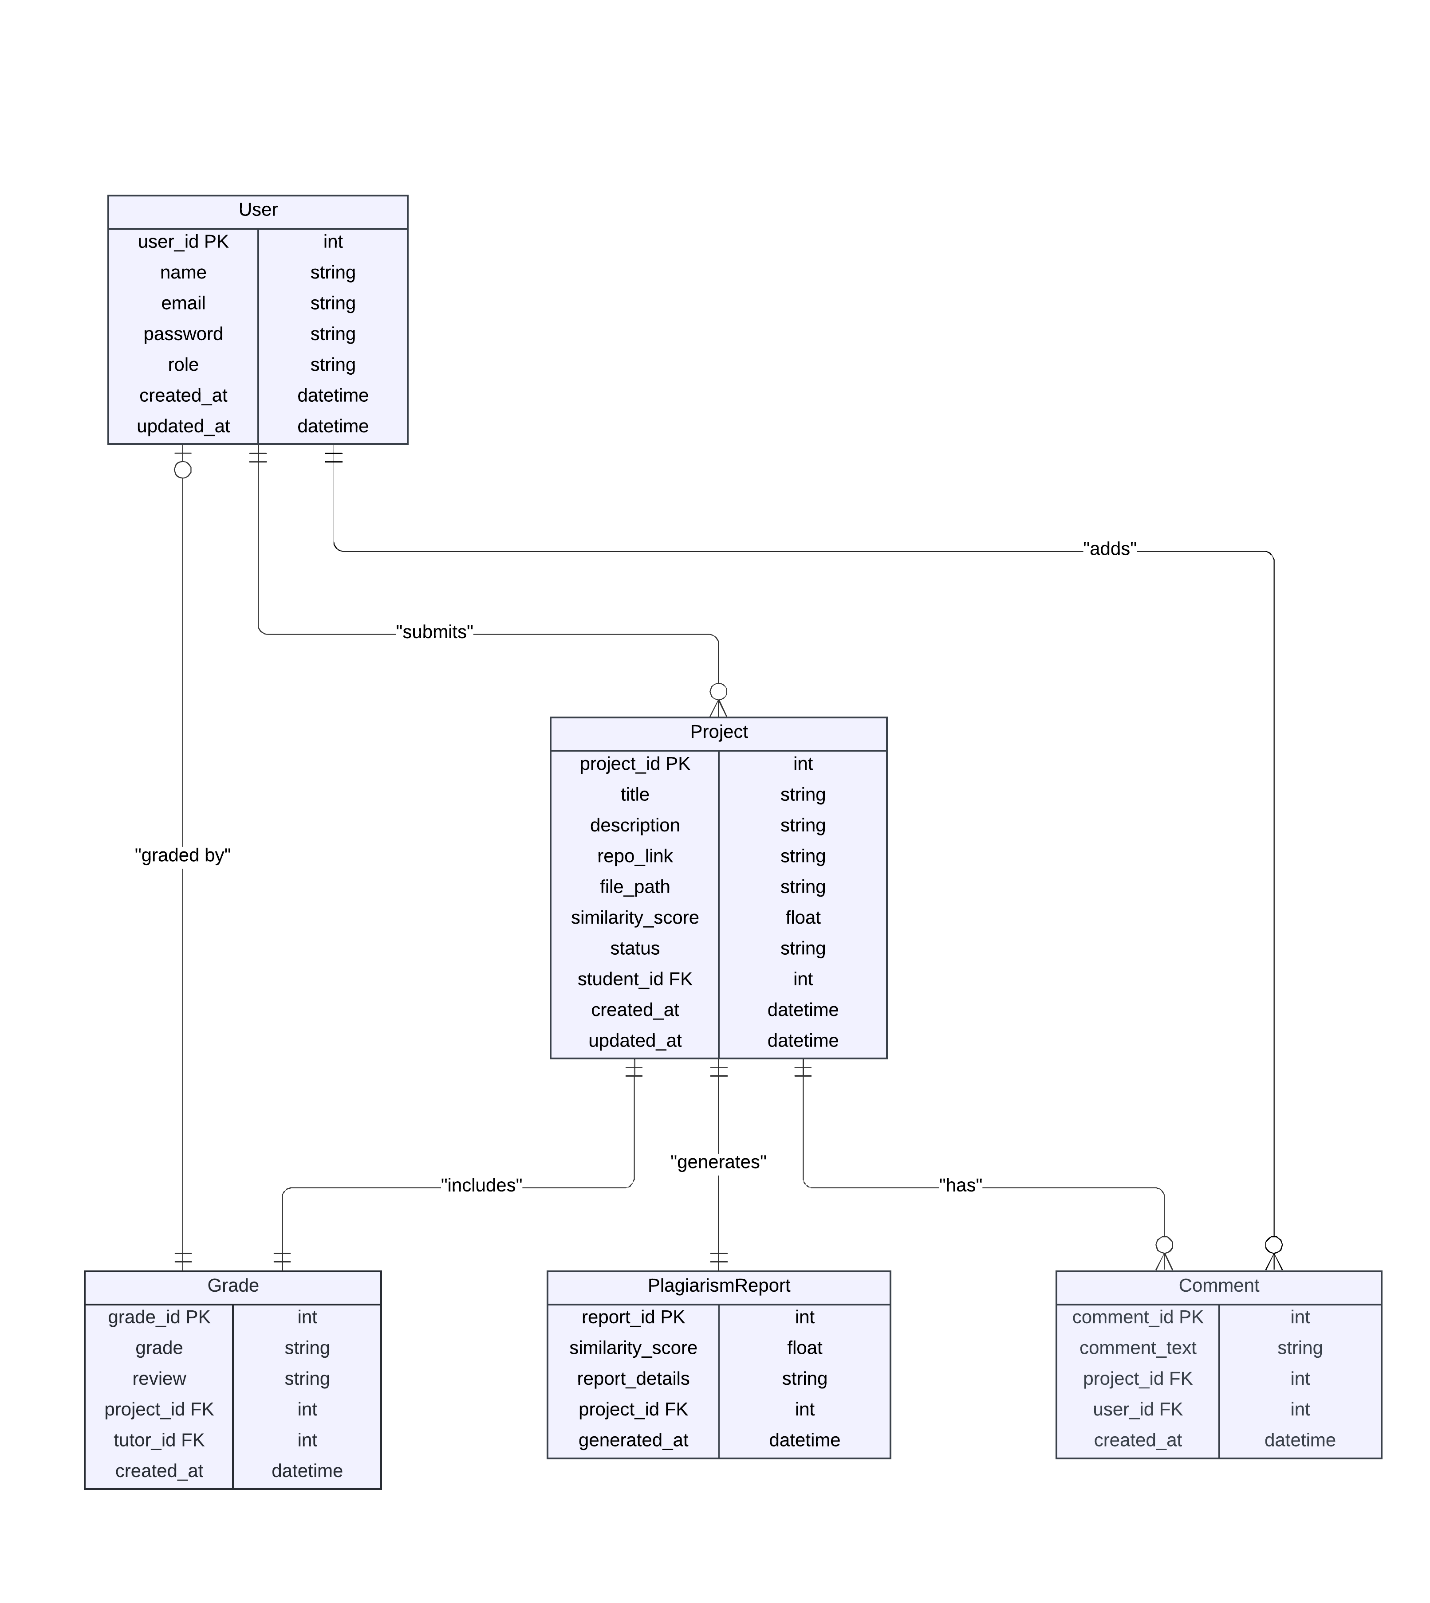 User
user_id PK int
name string
email string
password string
role string
created_at datetime
updated_at datetime
"adds"
"submits"
Project
project_id PK int
title string
description string
repo_link string
file_path string
similarity_score float
status string
student_id FK int
created_at datetime
updated_at datetime
"graded by"
"generates"
"includes"
"has"
Grade
grade_id PK int
grade string
review string
project_id FK int
tutor_id FK int
created_at datetime
PlagiarismReport
report_id PK int
similarity_score float
report_details string
project_id FK int
generated_at datetime
Comment
comment_id PK int
comment_text string
project_id FK int
user_id FK int
created_at datetime